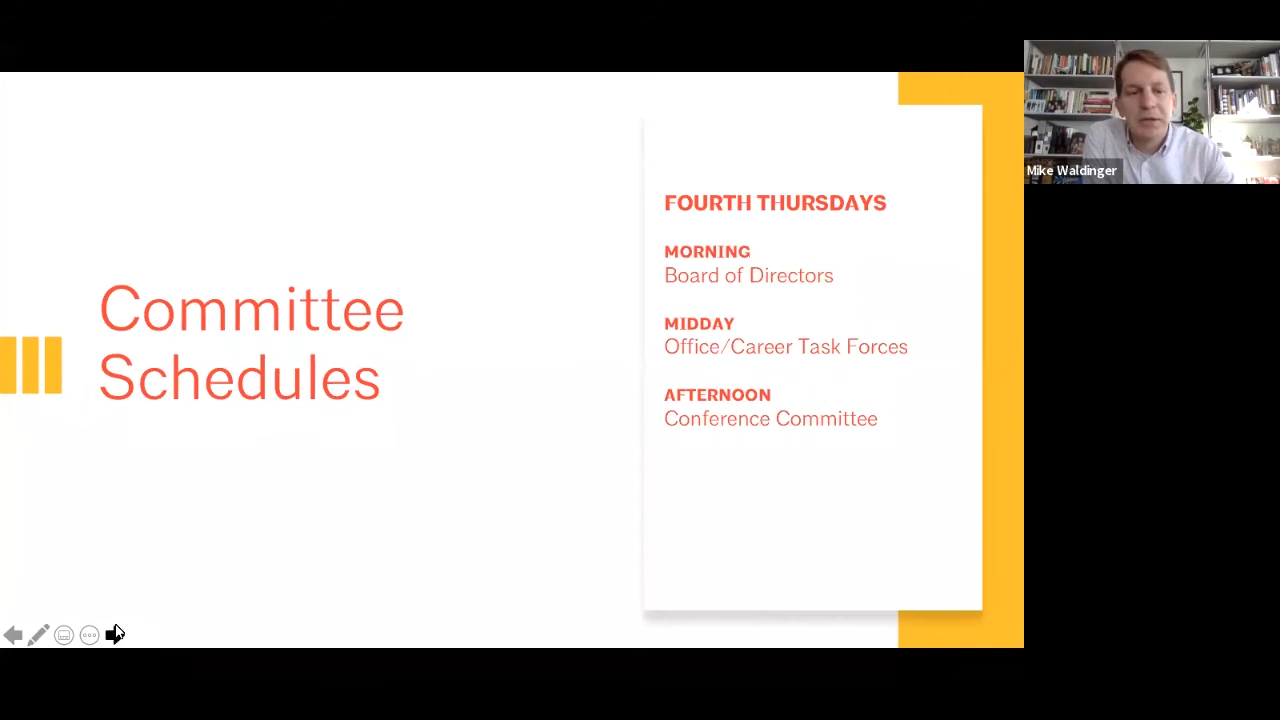 Committee
Schedules
FOURTH THURSDAYS
MORNING
Board of Directors
MIDDAY
Office/Career Task Forces
AFTERNOON
Conference Committee
Mike Waldinger